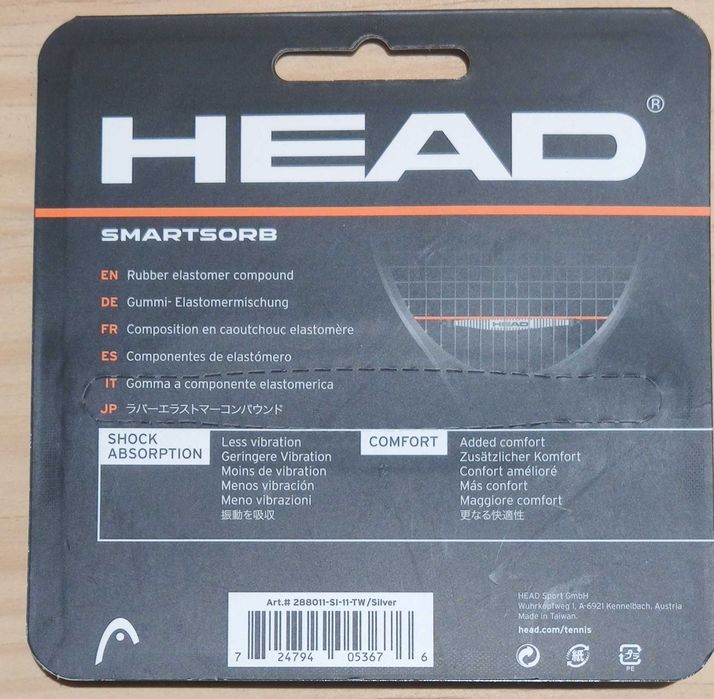 HEAD®
SMARTSORB
EN Rubber elastomer compound
DE Gummi- Elastomermischung
FR Composition en caoutchouc elastomère
ES Componentes de elastómero
IT Gomma a componente elastomerica
JP ラバーエラストマーコンパウンド
HEAD
SHOCK
ABSORPTION
Less vibration
Geringere Vibration
Moins de vibration
Menos vibración
Meno vibrazioni
振動を吸収
COMFORT
Added comfort
Zusätzlicher Komfort
Confort amélioré
Más confort
Maggiore comfort
更なる快適性
Art.# 288011-SI-11-TW/Silver
7 24794 05367 6
HEAD Sport GmbH
Wuhrkopfweg 1, A-6921 Kennelbach, Austria
Made in Taiwan.
head.com/tennis
紙
プラ
PE